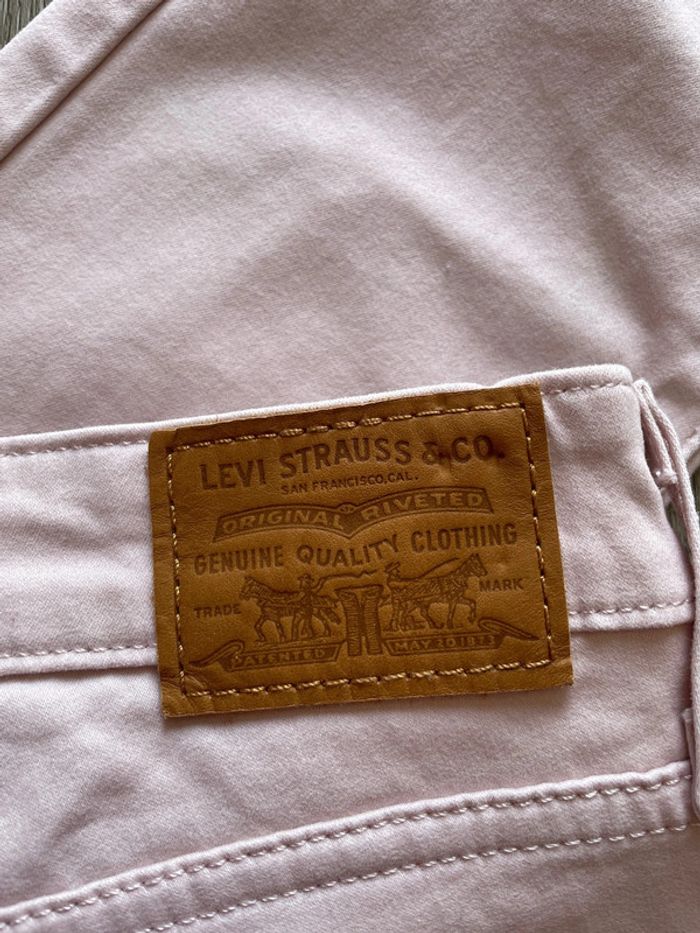 LEVI STRAUSS & CO.
SAN FRANCISCO, CAL.
ORIGINAL RIVETED
GENUINE QUALITY CLOTHING
TRADE MARK
PATENTED MAY 20.1873